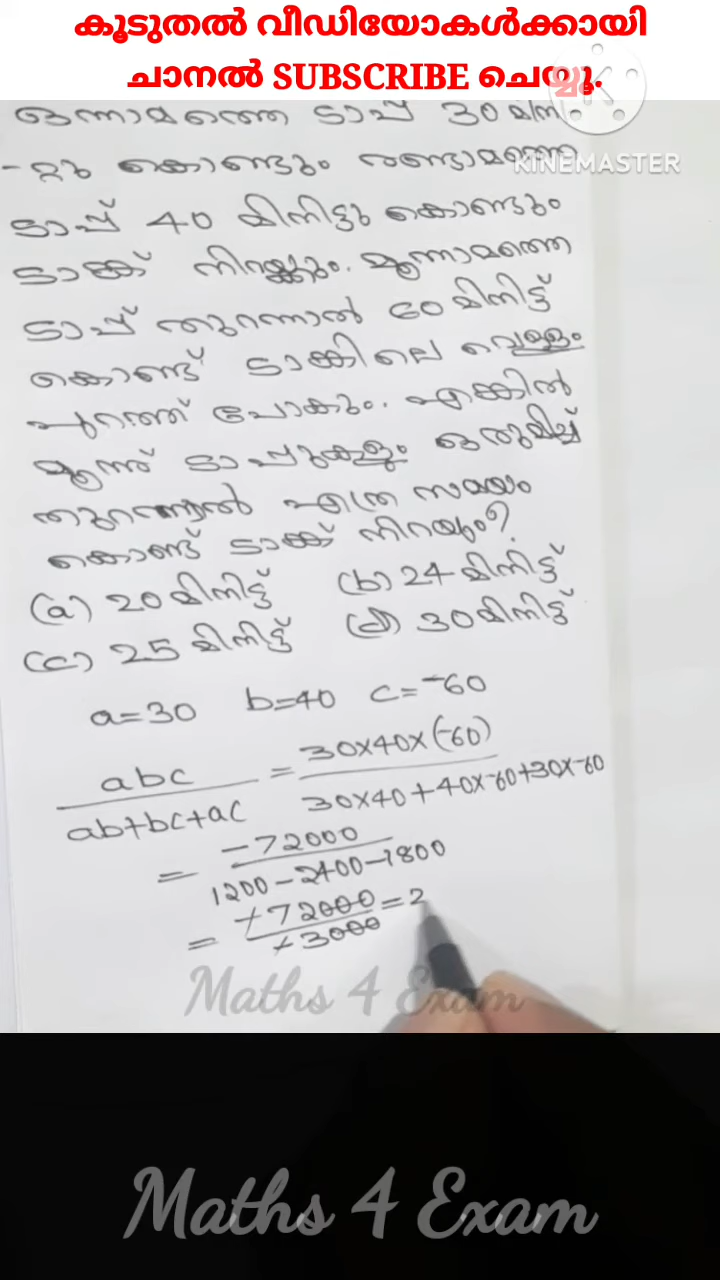 കൂടുതൽ വീഡിയോകൾക്കായി
ചാനൽ SUBSCRIBE ചെയ്യൂ.
KINEMASTER
ഒന്നാമത്തെ ടാപ്പ് 30 മിനി
-റ്റു കൊണ്ടും രണ്ടാമത്തെ
ടാപ്പ് 40 മിനിട്ടു കൊണ്ടും
ടാങ്ക് നിറയ്ക്കും. മൂന്നാമത്തെ
ടാപ്പ് തുറന്നാൽ 60 മിനിട്ട്
കൊണ്ട് ടാങ്കിലെ വെള്ളം
പുറത്ത് പോകും. എങ്കിൽ
മൂന്ന് ടാപ്പുകളും ഒരുമിച്ച്
തുറന്നാൽ എത്ര സമയം
കൊണ്ട് ടാങ്ക് നിറയും?
(a) 20 മിനിട്ട് (b) 24 മിനിട്ട്
(c) 25 മിനിട്ട് (d) 30 മിനിട്ട്
a=30 b=40 c=-60
abc = 30×40×(-60)
ab+bc+ac 30×40+40×-60+30×-60
= -72000
1200-2400-1800
= -72000 = 2
-3000
Maths 4 Exam
Maths 4 Exam